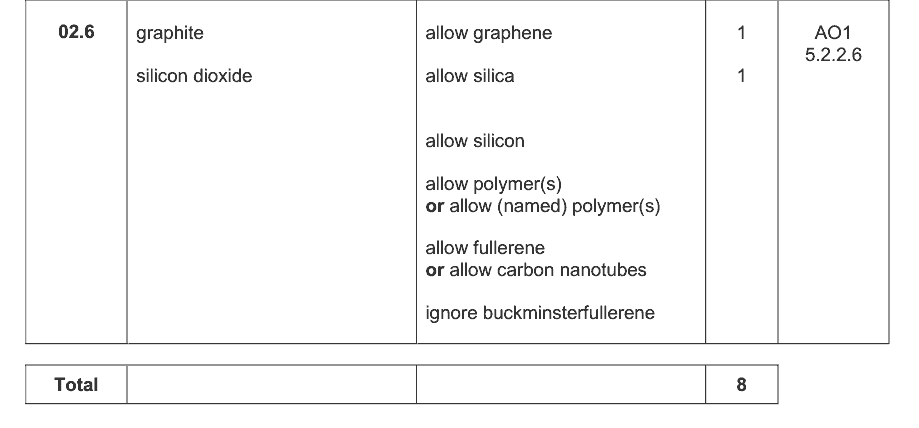 02.6 graphite allow graphene 1 AO1
5.2.2.6
silicon dioxide allow silica 1
allow silicon
allow polymer(s)
or allow (named) polymer(s)
allow fullerene
or allow carbon nanotubes
ignore buckminsterfullerene
Total 8